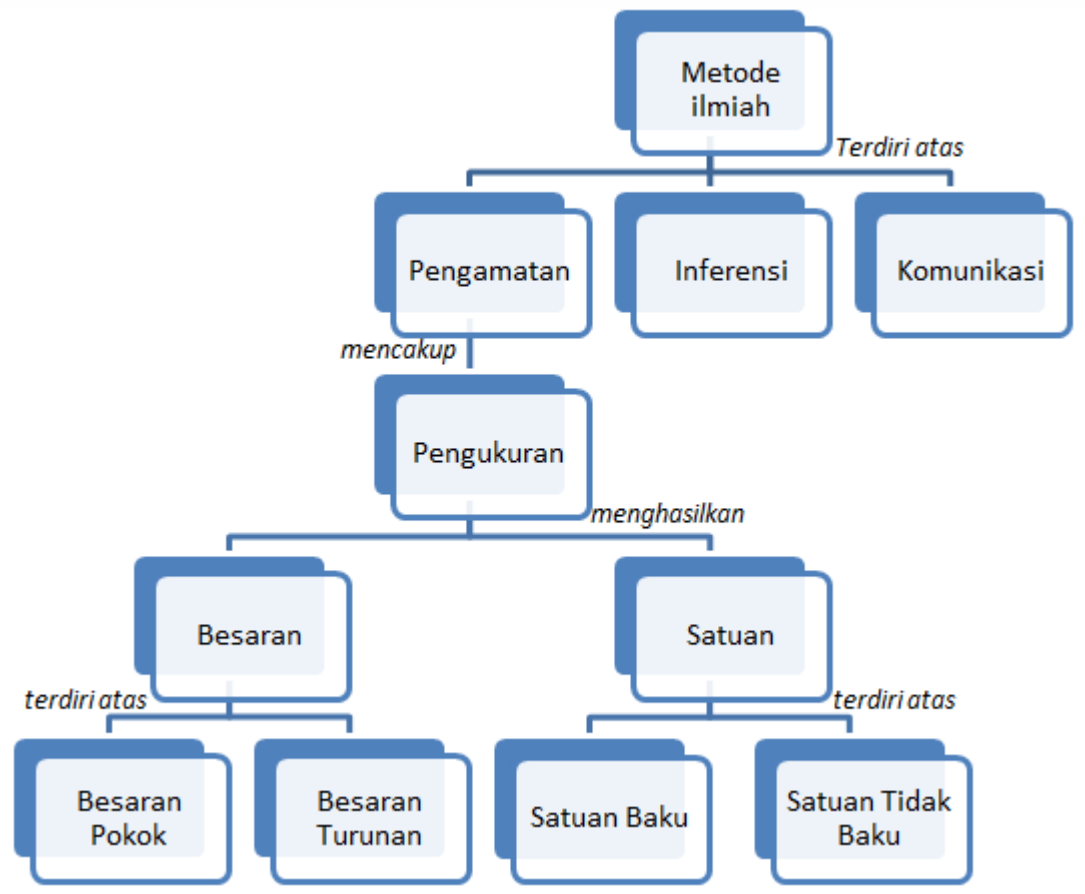 Metode
ilmiah
Terdiri atas
Pengamatan
Inferensi
Komunikasi
mencakup
Pengukuran
menghasilkan
Besaran
Satuan
terdiri atas
terdiri atas
Besaran
Pokok
Besaran
Turunan
Satuan Baku
Satuan Tidak
Baku